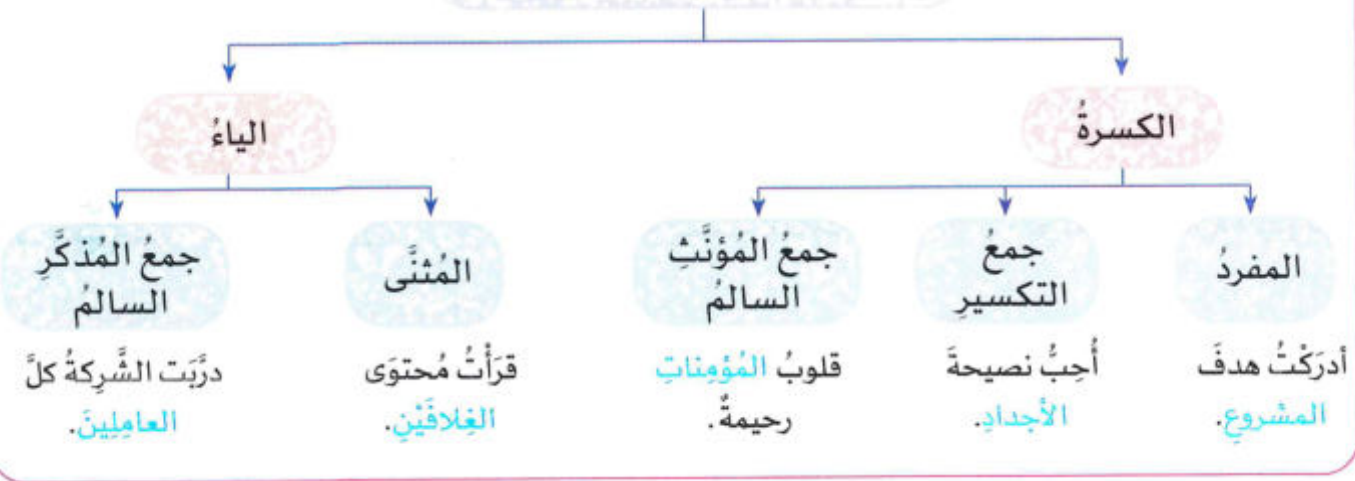 الكسرةُ
الياءُ
المفردُ
جمعُ
التكسيرِ
جمعُ المُؤنَّثِ
السالمُ
المُثنَّى
جمعُ المُذكَّرِ
السالمُ
أدرَكْتُ هدفَ
المشروعِ.
أُحِبُّ نصيحةَ
الأجدادِ.
قلوبُ المُؤمِناتِ
رحيمةٌ.
قرَأْتُ مُحتوَى
الغِلافَيْنِ.
درَّبَت الشَّرِكةُ كلَّ
العامِلِينَ.